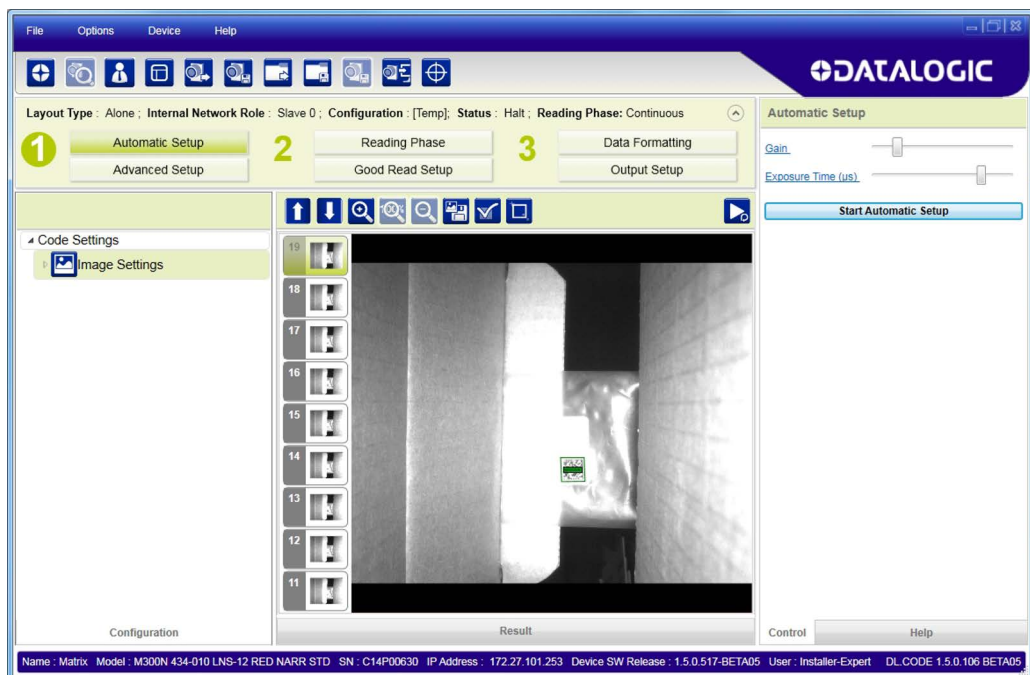 File Options Device Help
DATALOGIC
Layout Type : Alone ; Internal Network Role : Slave 0 ; Configuration : [Temp]; Status : Halt ; Reading Phase: Continuous
1 Automatic Setup 2 Reading Phase 3 Data Formatting
Advanced Setup Good Read Setup Output Setup
Automatic Setup
Gain
Exposure Time (µs)
Start Automatic Setup
Code Settings
Image Settings
100%
19
18
17
16
15
14
13
12
11
Configuration Result Control Help
Name : Matrix Model : M300N 434-010 LNS-12 RED NARR STD SN : C14P00630 IP Address : 172.27.101.253 Device SW Release : 1.5.0.517-BETA05 User : Installer-Expert DL.CODE 1.5.0.106 BETA05